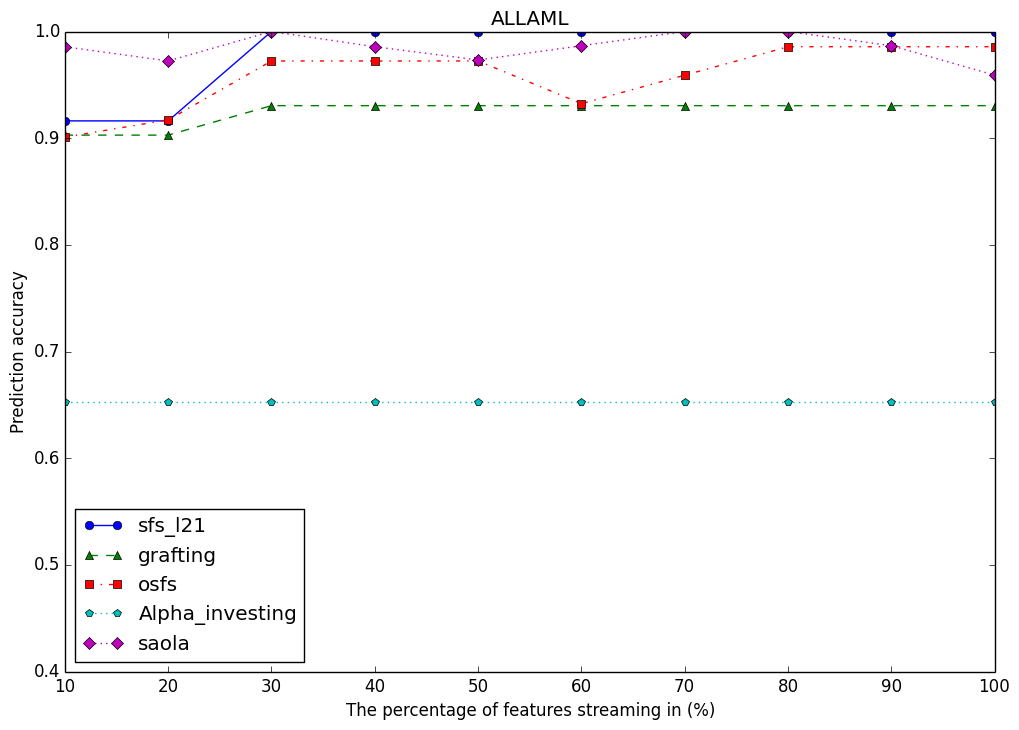 ALLAML
1.0
0.9
0.8
0.7
0.6
0.5
0.4
Prediction accuracy
sfs_l21
grafting
osfs
Alpha_investing
saola
10 20 30 40 50 60 70 80 90 100
The percentage of features streaming in (%)